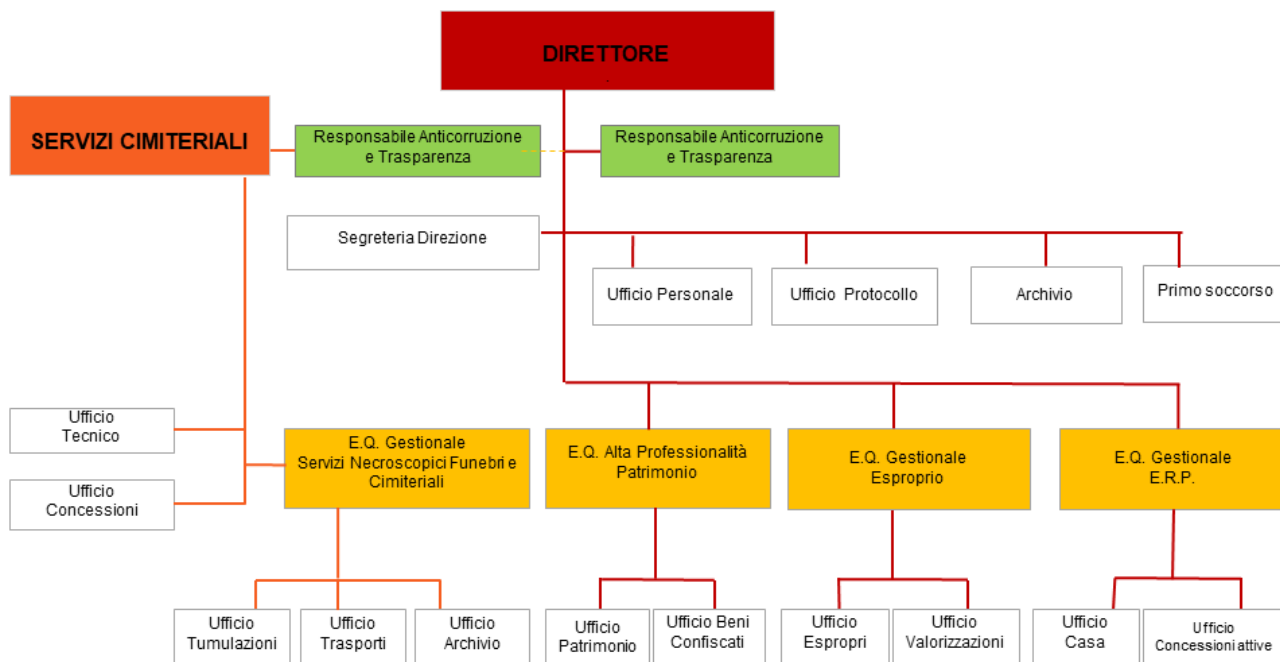 DIRETTORE
SERVIZI CIMITERIALI
Responsabile Anticorruzione
e Trasparenza
Responsabile Anticorruzione
e Trasparenza
Segreteria Direzione
Ufficio Personale
Ufficio Protocollo
Archivio
Primo soccorso
Ufficio
Tecnico
Ufficio
Concessioni
E.Q. Gestionale
Servizi Necroscopici Funebri e
Cimiteriali
E.Q. Alta Professionalità
Patrimonio
E.Q. Gestionale
Esproprio
E.Q. Gestionale
E.R.P.
Ufficio
Tumulazioni
Ufficio
Trasporti
Ufficio
Archivio
Ufficio
Patrimonio
Ufficio Beni
Confiscati
Ufficio
Espropri
Ufficio
Valorizzazioni
Ufficio
Casa
Ufficio
Concessioni attive